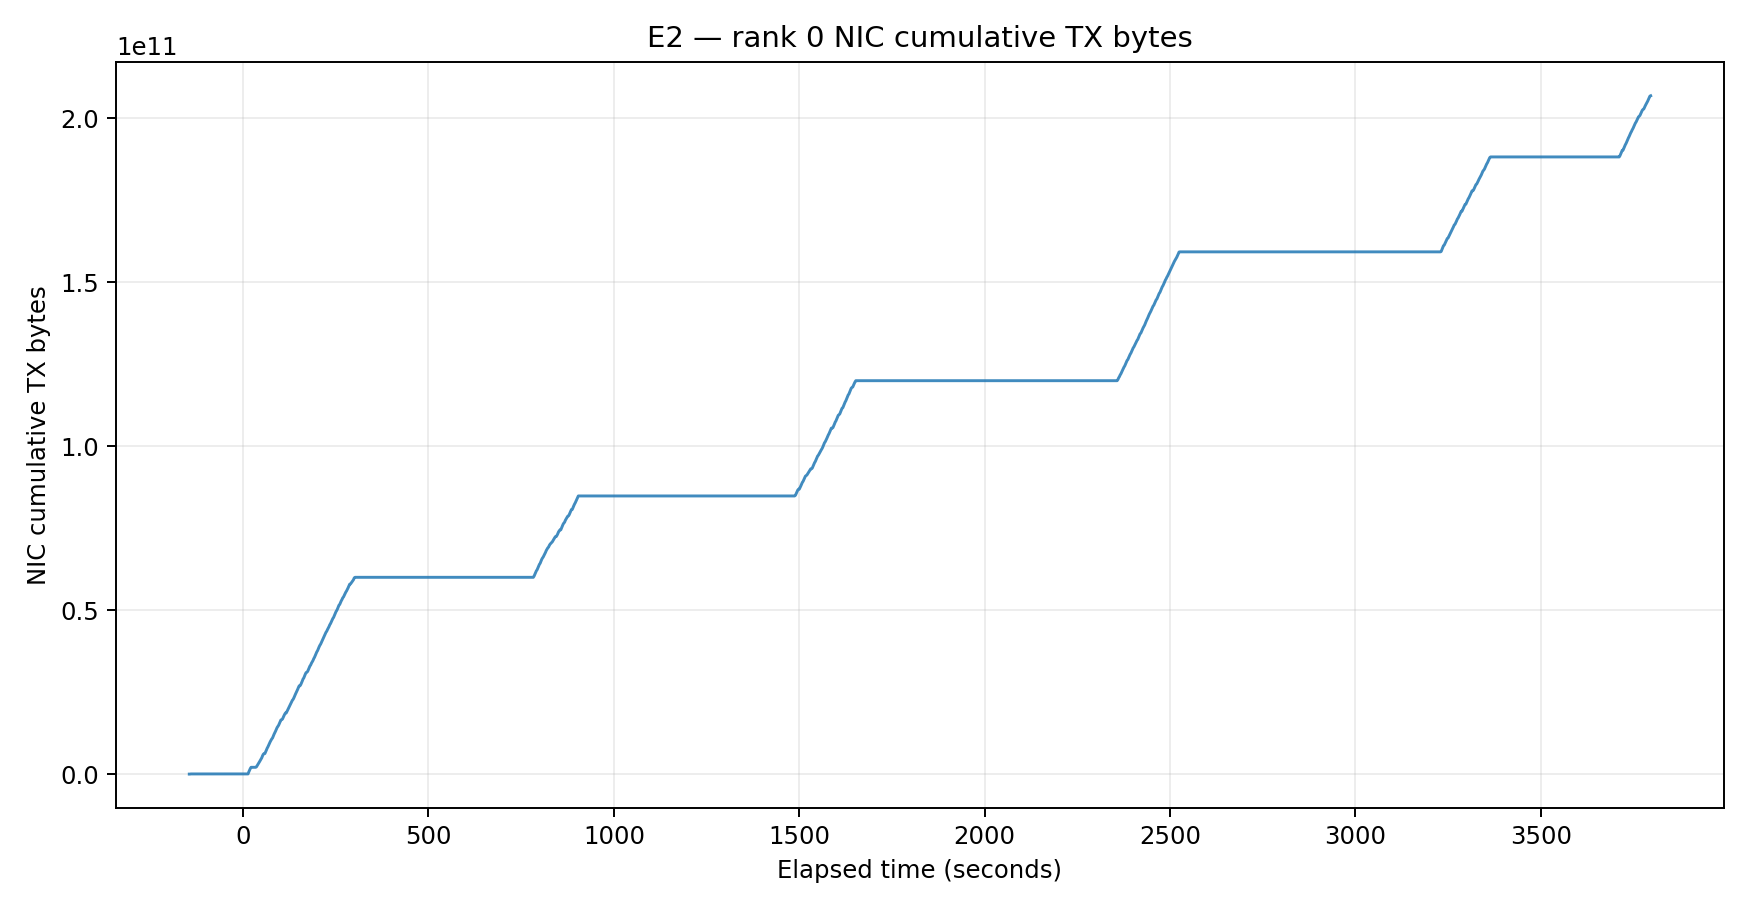 E2 — rank 0 NIC cumulative TX bytes
1e11
2.0
1.5
1.0
0.5
0.0
NIC cumulative TX bytes
0 500 1000 1500 2000 2500 3000 3500
Elapsed time (seconds)